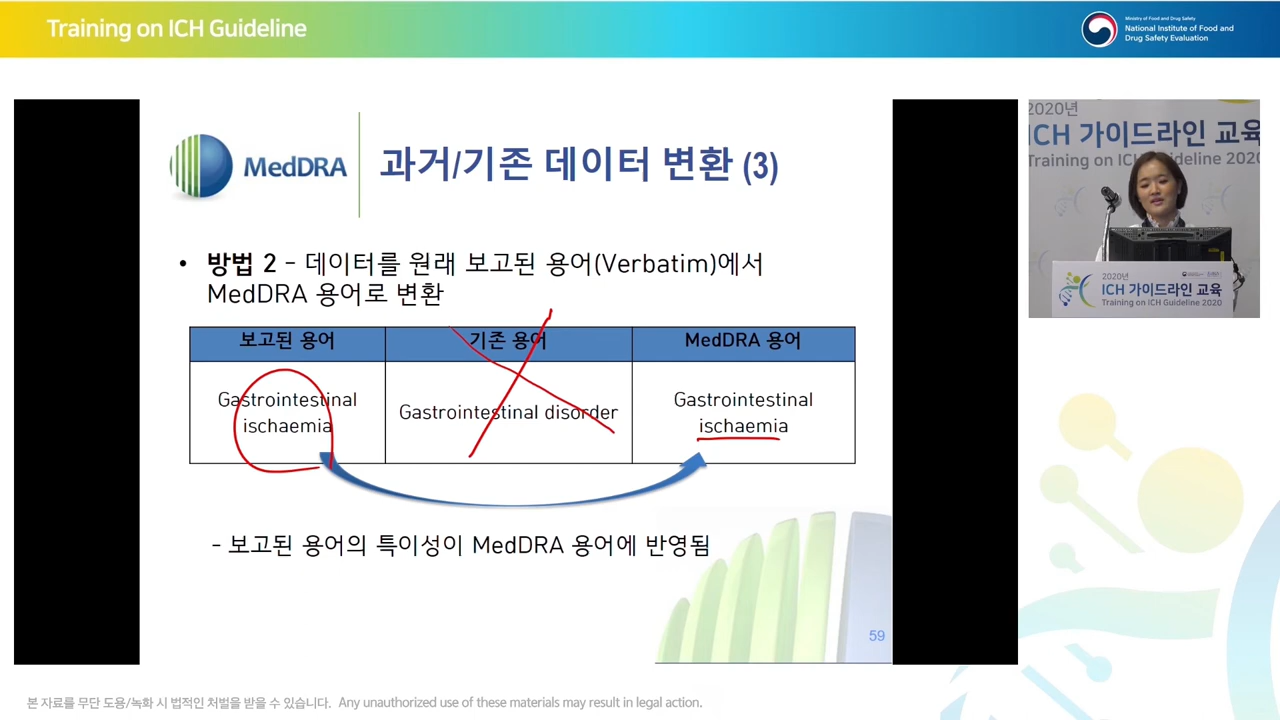 Training on ICH Guideline
Ministry of Food and Drug Safety
National Institute of Food and
Drug Safety Evaluation
MedDRA
과거/기존 데이터 변환 (3)
• 방법 2 – 데이터를 원래 보고된 용어(Verbatim)에서
MedDRA 용어로 변환
보고된 용어
기존 용어
MedDRA 용어
Gastrointestinal
ischaemia
Gastrointestinal disorder
Gastrointestinal
ischaemia
- 보고된 용어의 특이성이 MedDRA 용어에 반영됨
59
2020년
ICH 가이드라인 교육
Training on ICH Guideline 2020
2020년
ICH 가이드라인 교육
Training on ICH Guideline 2020
본 자료를 무단 도용/녹화 시 법적인 처벌을 받을 수 있습니다. Any unauthorized use of these materials may result in legal action.